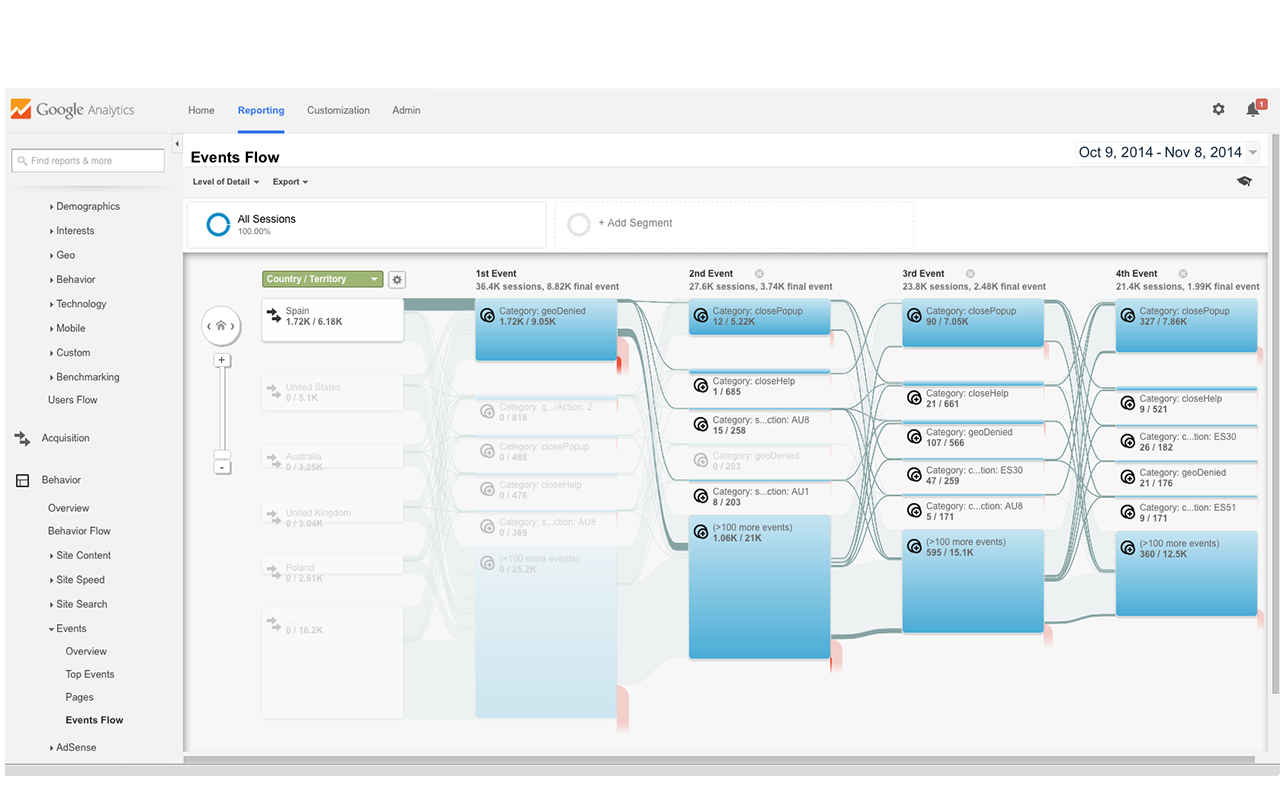 Google Analytics
Home
Reporting
Customization
Admin
1
Find reports & more
Demographics
Interests
Geo
Behavior
Technology
Mobile
Custom
Benchmarking
Users Flow
Acquisition
Behavior
Overview
Behavior Flow
Site Content
Site Speed
Site Search
Events
Overview
Top Events
Pages
Events Flow
AdSense
Events Flow
Oct 9, 2014 - Nov 8, 2014
Level of Detail
Export
All Sessions
100.00%
+ Add Segment
Country / Territory
Spain
1.72K / 6.18K
United States
0 / 5.1K
Australia
0 / 3.25K
United Kingdom
0 / 3.04K
Poland
0 / 2.61K
...
0 / 16.2K
+
-
1st Event
36.4K sessions, 8.82K final event
Category: geoDenied
1.72K / 9.05K
Category: g.../Action: 2
0 / 816
Category: closePopup
0 / 488
Category: closeHelp
0 / 476
Category: s...ction: AU8
0 / 369
(>100 more events)
0 / 25.2K
2nd Event
27.6K sessions, 3.74K final event
Category: closePopup
12 / 5.22K
Category: closeHelp
1 / 685
Category: s...ction: AU8
15 / 258
Category: geoDenied
0 / 203
Category: s...ction: AU1
8 / 203
(>100 more events)
1.06K / 21K
3rd Event
23.8K sessions, 2.48K final event
Category: closePopup
90 / 7.05K
Category: closeHelp
21 / 661
Category: geoDenied
107 / 566
Category: c...tion: ES30
47 / 259
Category: c...ction: AU8
5 / 171
(>100 more events)
595 / 15.1K
4th Event
21.4K sessions, 1.99K final event
Category: closePopup
327 / 7.86K
Category: closeHelp
9 / 521
Category: c...tion: ES30
26 / 182
Category: geoDenied
21 / 176
Category: c...tion: ES51
9 / 171
(>100 more events)
360 / 12.5K